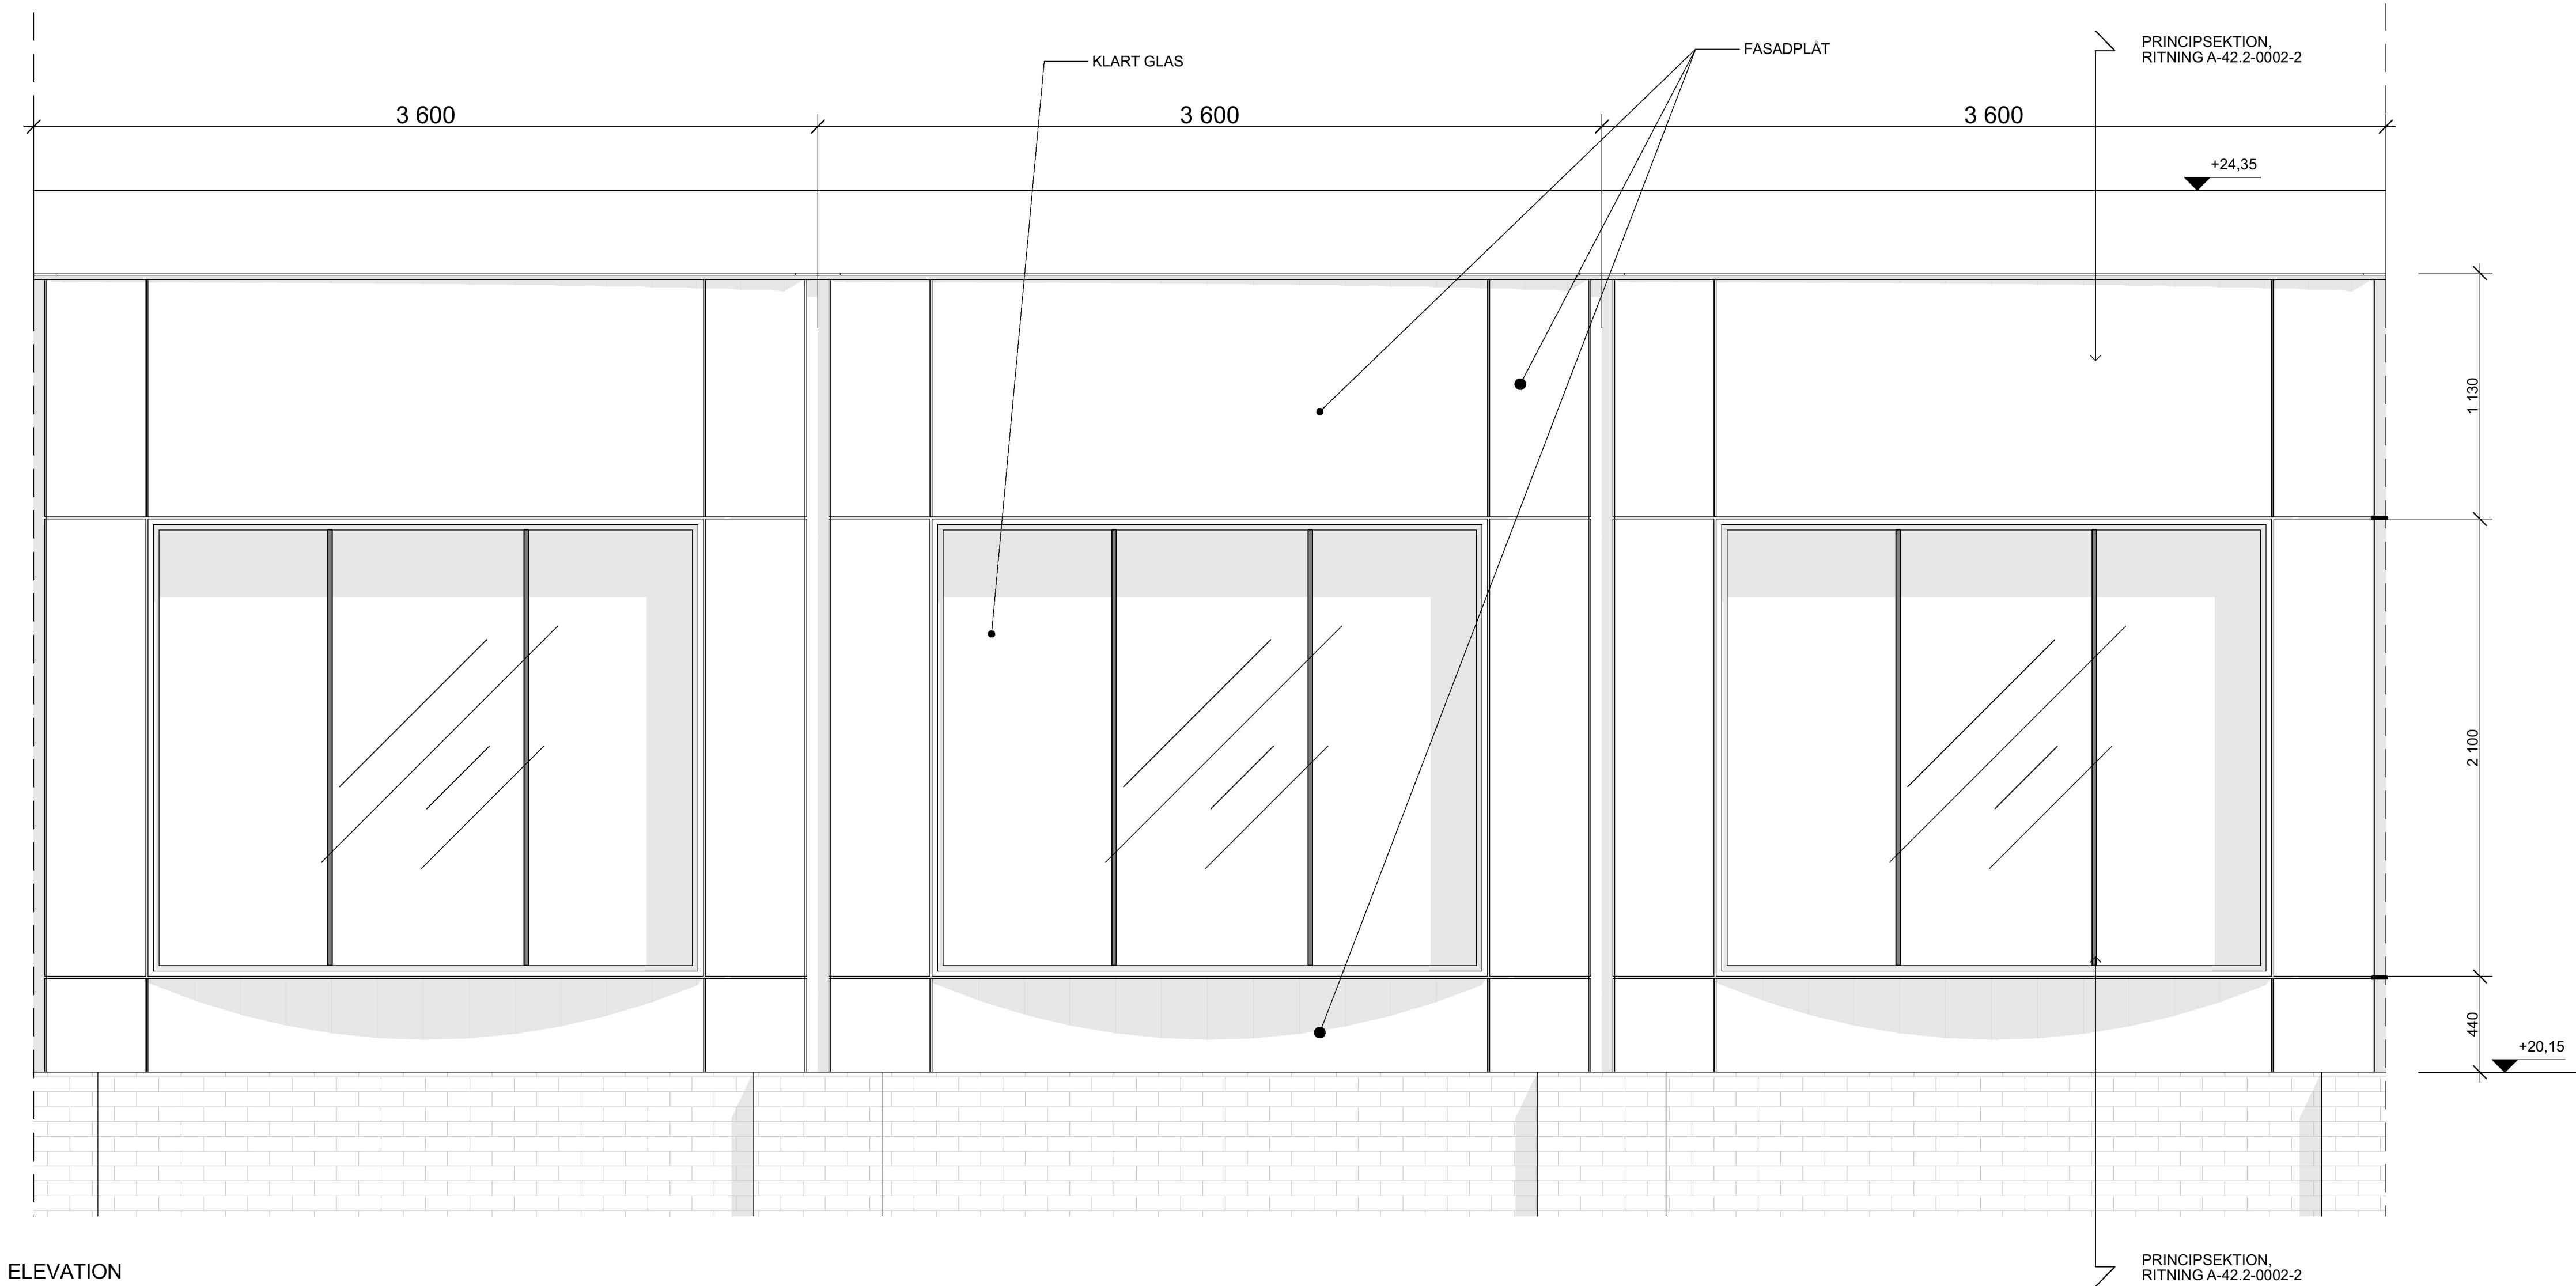 KLART GLAS
FASADPLÅT
PRINCIPSEKTION,
RITNING A-42.2-0002-2
3 600
3 600
3 600
+24,35
1 130
2 100
440
+20,15
ELEVATION
PRINCIPSEKTION,
RITNING A-42.2-0002-2